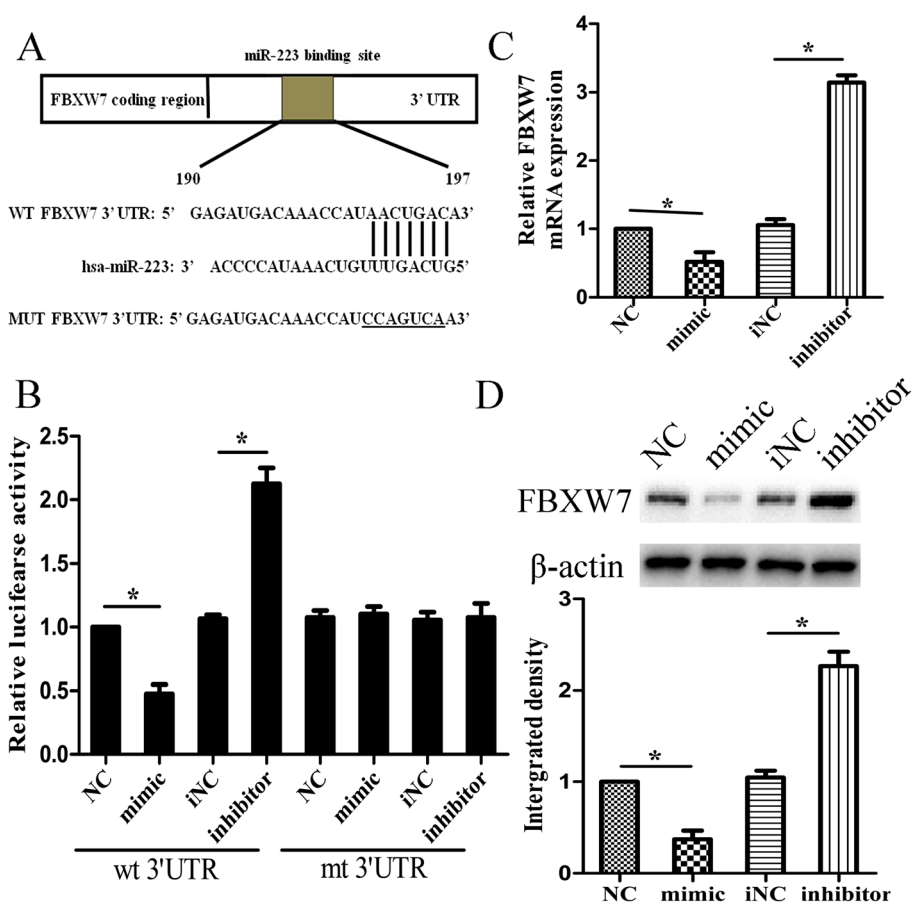 A
miR-223 binding site
FBXW7 coding region
3' UTR
190
197
WT FBXW7 3' UTR: 5' GAGAUGACAAACCAUAACUGACA3'
hsa-miR-223: 3' ACCCCAUAAACUGUUUGACUG5'
MUT FBXW7 3'UTR: 5' GAGAUGACAAACCAUCCAGUCAA3'
B
Relative lucifearse activity
2.5
2.0
1.5
1.0
0.5
0.0
*
*
NC
mimic
iNC
inhibitor
NC
mimic
iNC
inhibitor
wt 3'UTR
mt 3'UTR
C
Relative FBXW7
mRNA expression
4
3
2
1
0
*
*
NC
mimic
iNC
inhibitor
D
NC
mimic
iNC
inhibitor
FBXW7
β-actin
Intergrated density
3
2
1
0
*
*
NC
mimic
iNC
inhibitor